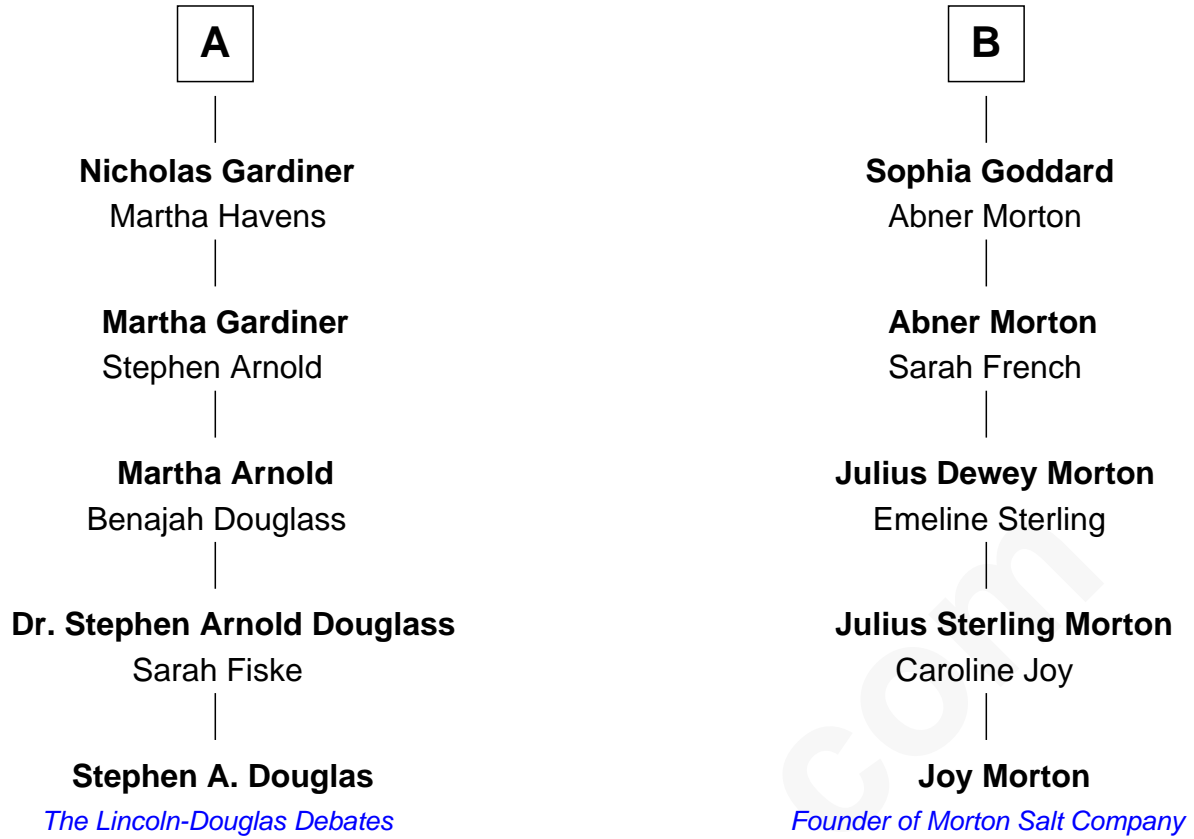 A
B
Nicholas Gardiner
Martha Havens
Sophia Goddard
Abner Morton
Martha Gardiner
Stephen Arnold
Abner Morton
Sarah French
Martha Arnold
Benajah Douglass
Julius Dewey Morton
Emeline Sterling
Dr. Stephen Arnold Douglass
Sarah Fiske
Julius Sterling Morton
Caroline Joy
Stephen A. Douglas
The Lincoln-Douglas Debates
Joy Morton
Founder of Morton Salt Company
com